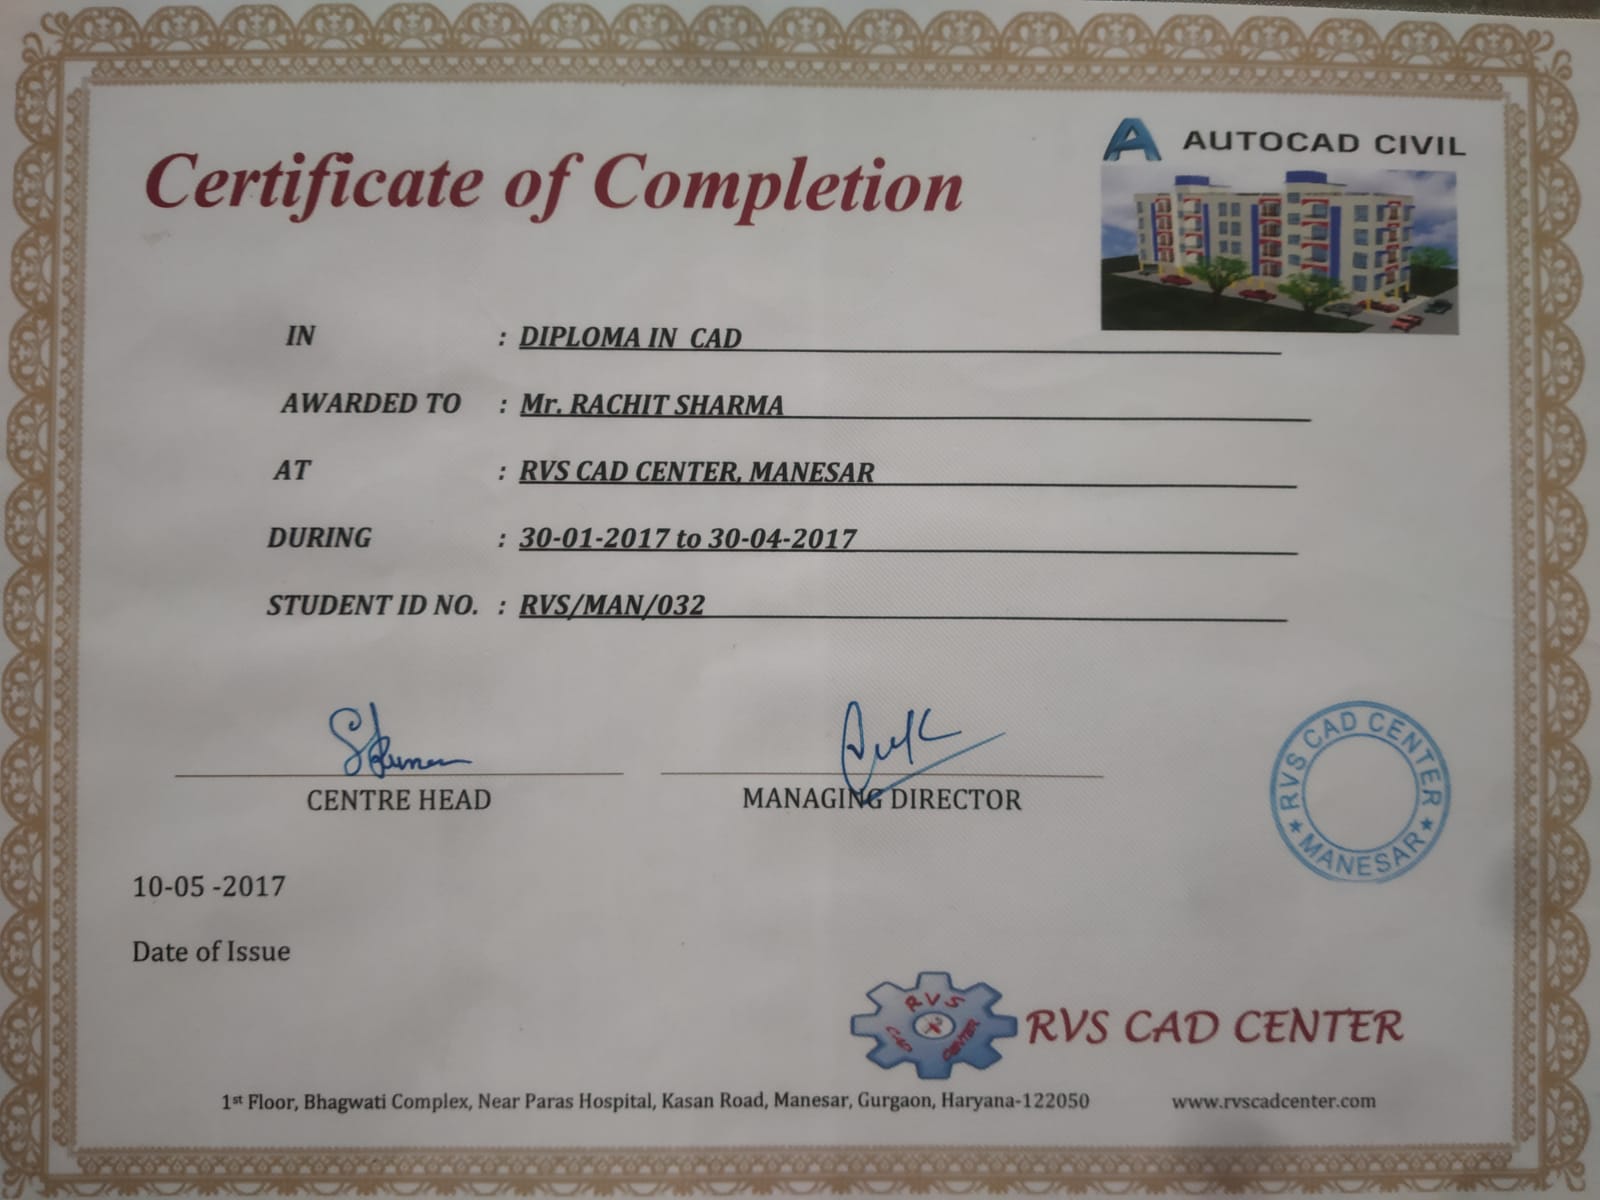 AUTOCAD CIVIL
Certificate of Completion
IN : DIPLOMA IN CAD
AWARDED TO : Mr. RACHIT SHARMA
AT : RVS CAD CENTER, MANESAR
DURING : 30-01-2017 to 30-04-2017
STUDENT ID NO. : RVS/MAN/032
CENTRE HEAD
MANAGING DIRECTOR
RVS CAD CENTER
★ MANESAR ★
10-05 -2017
Date of Issue
RVS
CAD CENTER
RVS CAD CENTER
1st Floor, Bhagwati Complex, Near Paras Hospital, Kasan Road, Manesar, Gurgaon, Haryana-122050
www.rvscadcenter.com